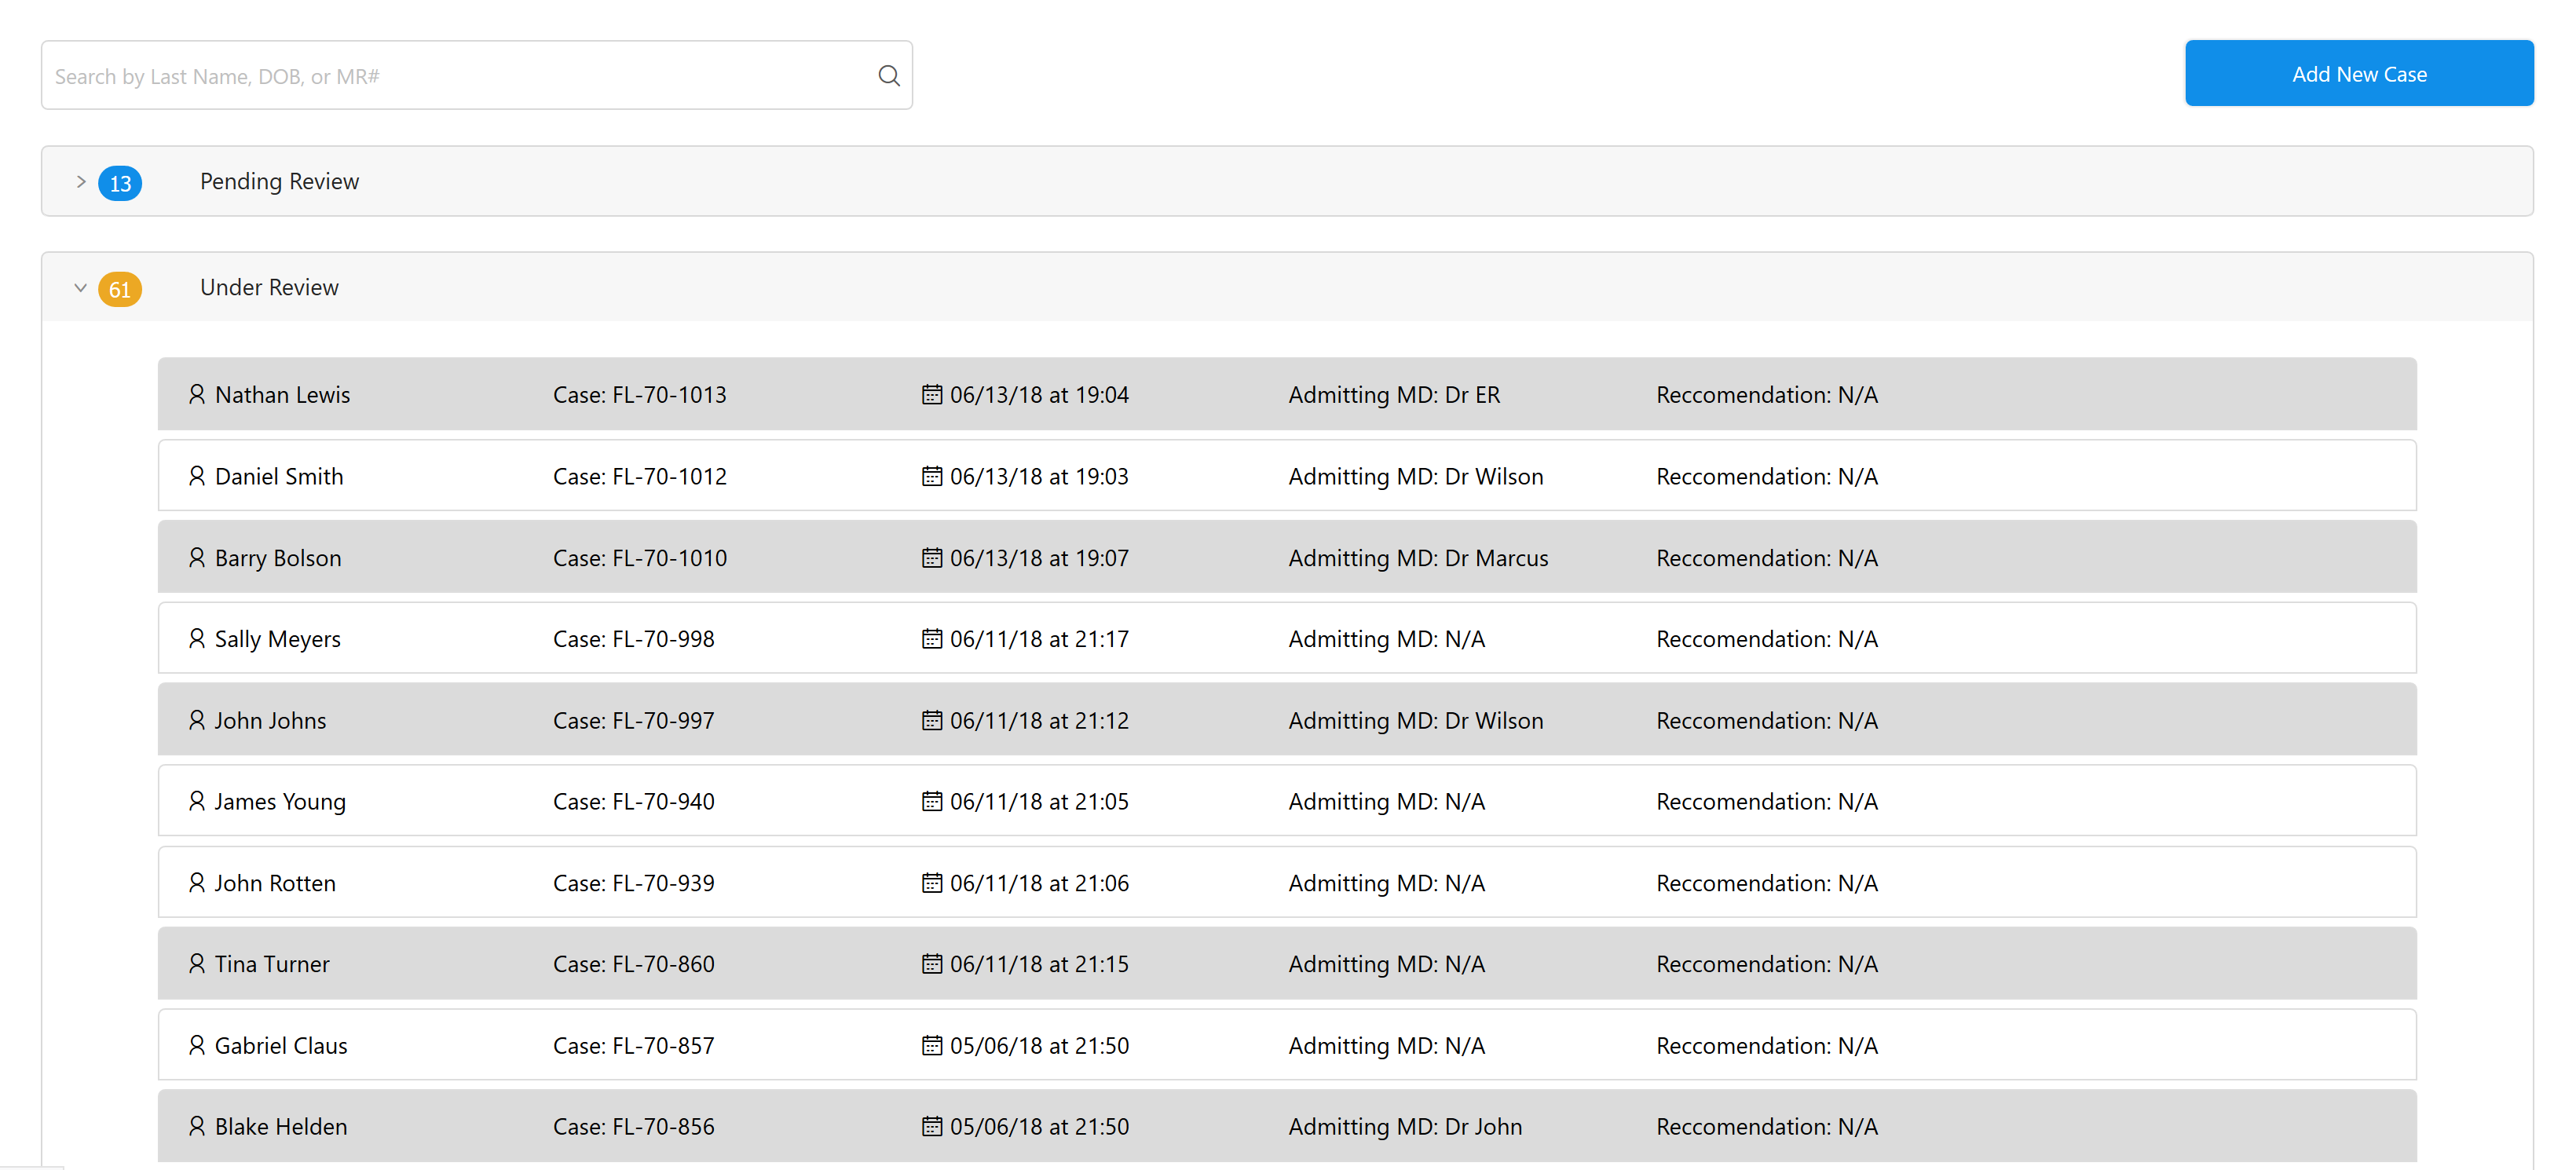 Search by Last Name, DOB, or MR#
Add New Case
13 Pending Review
61 Under Review
Nathan Lewis Case: FL-70-1013 06/13/18 at 19:04 Admitting MD: Dr ER Reccomendation: N/A
Daniel Smith Case: FL-70-1012 06/13/18 at 19:03 Admitting MD: Dr Wilson Reccomendation: N/A
Barry Bolson Case: FL-70-1010 06/13/18 at 19:07 Admitting MD: Dr Marcus Reccomendation: N/A
Sally Meyers Case: FL-70-998 06/11/18 at 21:17 Admitting MD: N/A Reccomendation: N/A
John Johns Case: FL-70-997 06/11/18 at 21:12 Admitting MD: Dr Wilson Reccomendation: N/A
James Young Case: FL-70-940 06/11/18 at 21:05 Admitting MD: N/A Reccomendation: N/A
John Rotten Case: FL-70-939 06/11/18 at 21:06 Admitting MD: N/A Reccomendation: N/A
Tina Turner Case: FL-70-860 06/11/18 at 21:15 Admitting MD: N/A Reccomendation: N/A
Gabriel Claus Case: FL-70-857 05/06/18 at 21:50 Admitting MD: N/A Reccomendation: N/A
Blake Helden Case: FL-70-856 05/06/18 at 21:50 Admitting MD: Dr John Reccomendation: N/A